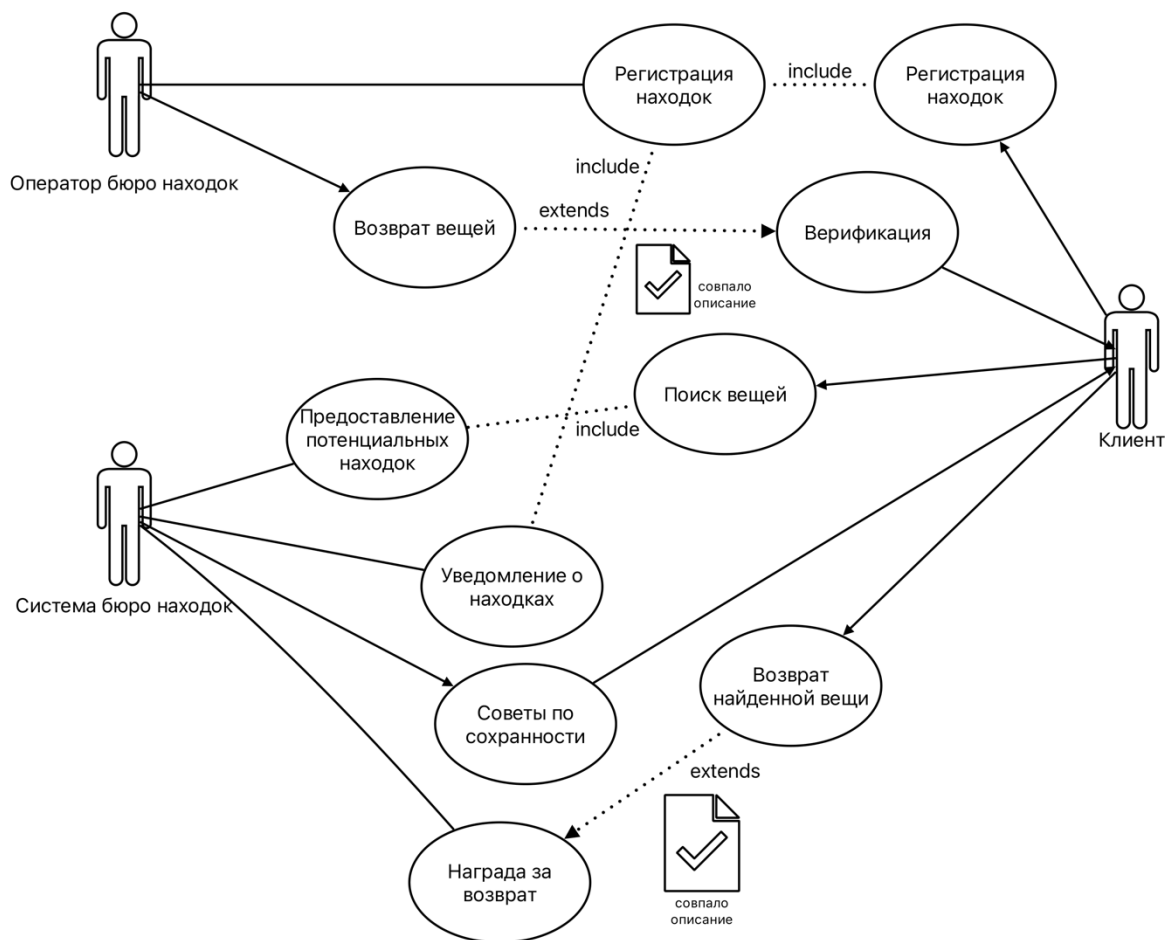 Регистрация
находок
include
Регистрация
находок
include
Оператор бюро находок
Возврат вещей
extends
Верификация
совпало
описание
Поиск вещей
Предоставление
потенциальных
находок
include
Клиент
Уведомление о
находках
Система бюро находок
Возврат
найденной вещи
Советы по
сохранности
extends
Награда за
возврат
совпало
описание